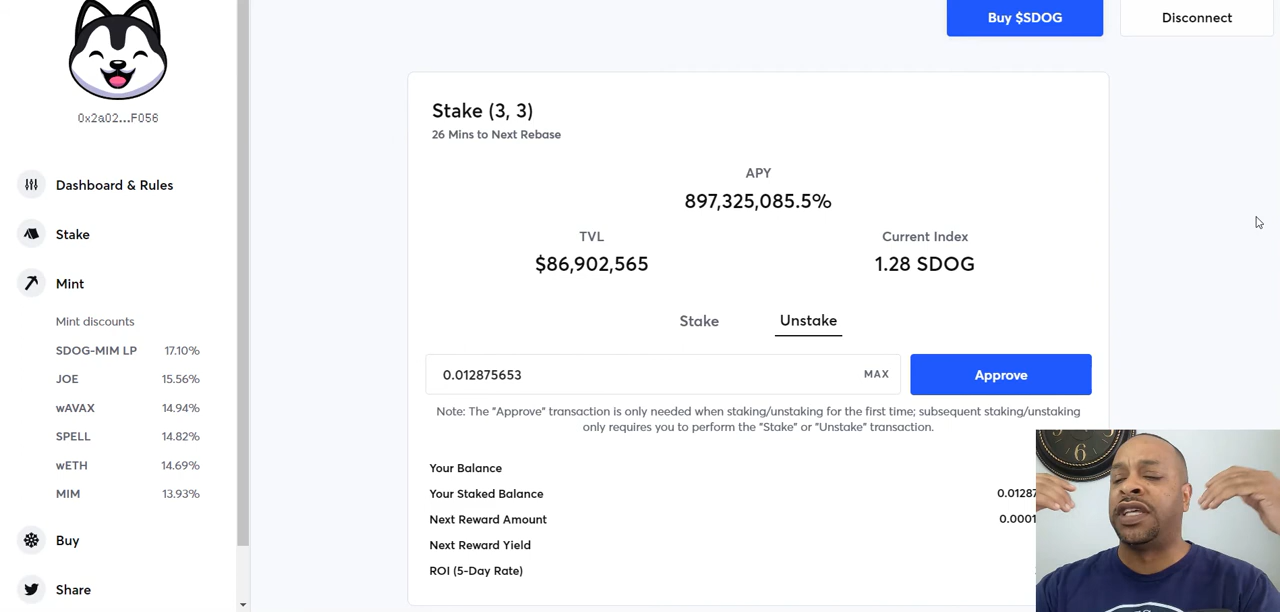 Buy $SDOG
Disconnect
0x2a02...F056
Dashboard & Rules
Stake
Mint
Mint discounts
SDOG-MIM LP 17.10%
JOE 15.56%
wAVAX 14.94%
SPELL 14.82%
wETH 14.69%
MIM 13.93%
Buy
Share
Stake (3, 3)
26 Mins to Next Rebase
APY
897,325,085.5%
TVL
$86,902,565
Current Index
1.28 SDOG
Stake Unstake
0.012875653 MAX Approve
Note: The "Approve" transaction is only needed when staking/unstaking for the first time; subsequent staking/unstaking
only requires you to perform the "Stake" or "Unstake" transaction.
Your Balance
Your Staked Balance 0.0128
Next Reward Amount 0.0001
Next Reward Yield
ROI (5-Day Rate)
6